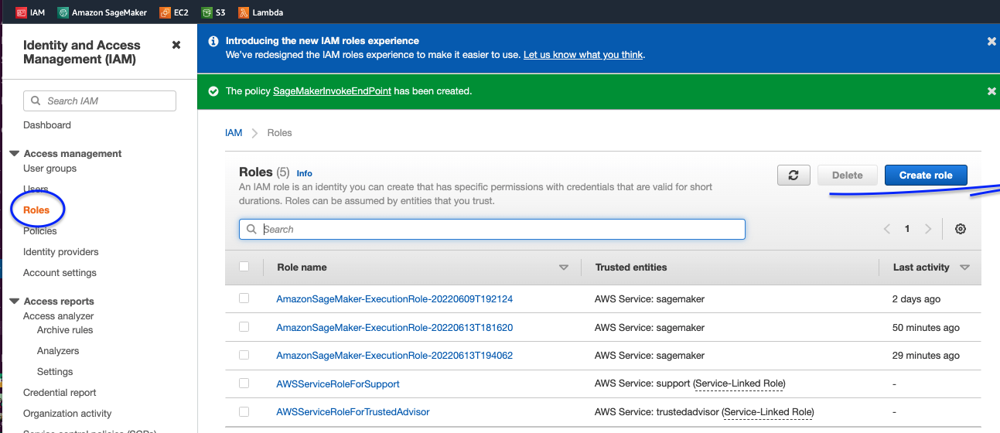 IAM Amazon SageMaker EC2 S3 Lambda
Identity and Access
Management (IAM)
Search IAM
Dashboard
Access management
User groups
Users
Roles
Policies
Identity providers
Account settings
Access reports
Access analyzer
Archive rules
Analyzers
Settings
Credential report
Organization activity
Service control policies (SCPs)
Introducing the new IAM roles experience
We've redesigned the IAM roles experience to make it easier to use. Let us know what you think.
The policy SageMakerInvokeEndPoint has been created.
IAM Roles
Roles (5) Info
An IAM role is an identity you can create that has specific permissions with credentials that are valid for short
durations. Roles can be assumed by entities that you trust.
Delete Create role
Search
1
Role name Trusted entities Last activity
AmazonSageMaker-ExecutionRole-20220609T192124 AWS Service: sagemaker 2 days ago
AmazonSageMaker-ExecutionRole-20220613T181620 AWS Service: sagemaker 50 minutes ago
AmazonSageMaker-ExecutionRole-20220613T194062 AWS Service: sagemaker 29 minutes ago
AWSServiceRoleForSupport AWS Service: support (Service-Linked Role) -
AWSServiceRoleForTrustedAdvisor AWS Service: trustedadvisor (Service-Linked Role) -